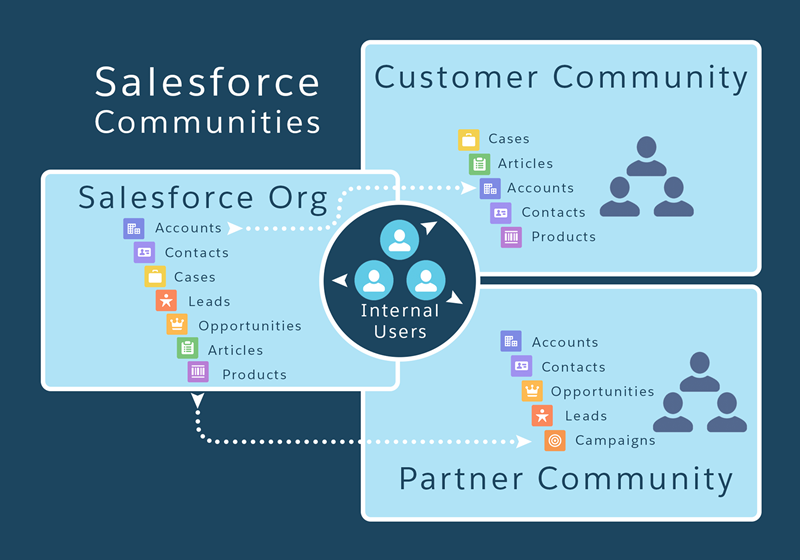 Salesforce
Communities
Salesforce Org
Accounts
Contacts
Cases
Leads
Opportunities
Articles
Products
Internal
Users
Customer Community
Cases
Articles
Accounts
Contacts
Products
Accounts
Contacts
Opportunities
Leads
Campaigns
Partner Community